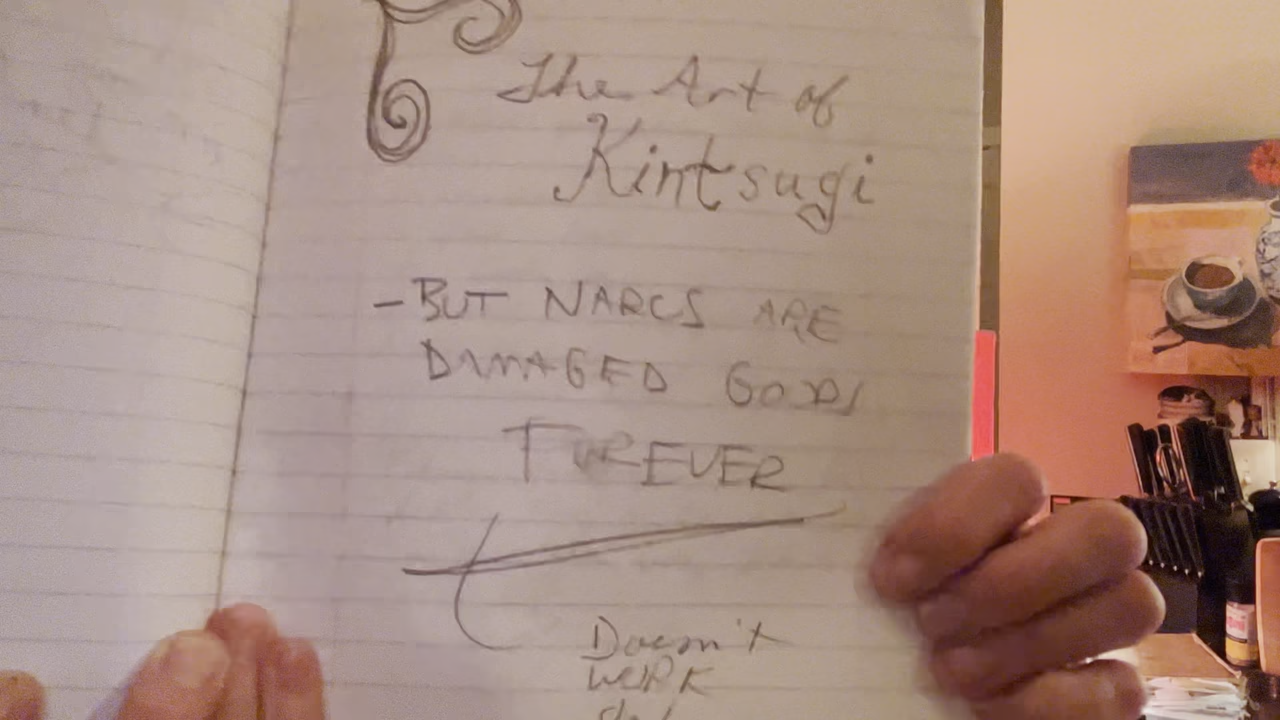 The Art of
Kintsugi
- BUT NARCS ARE
DAMAGED GOODS
FOREVER
Doesn't
WORK